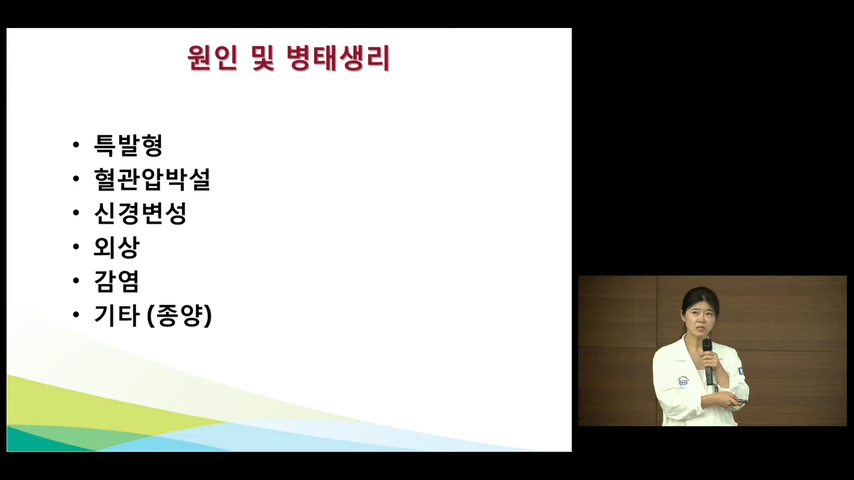 원인 및 병태생리
• 특발형
• 혈관압박설
• 신경변성
• 외상
• 감염
• 기타 (종양)